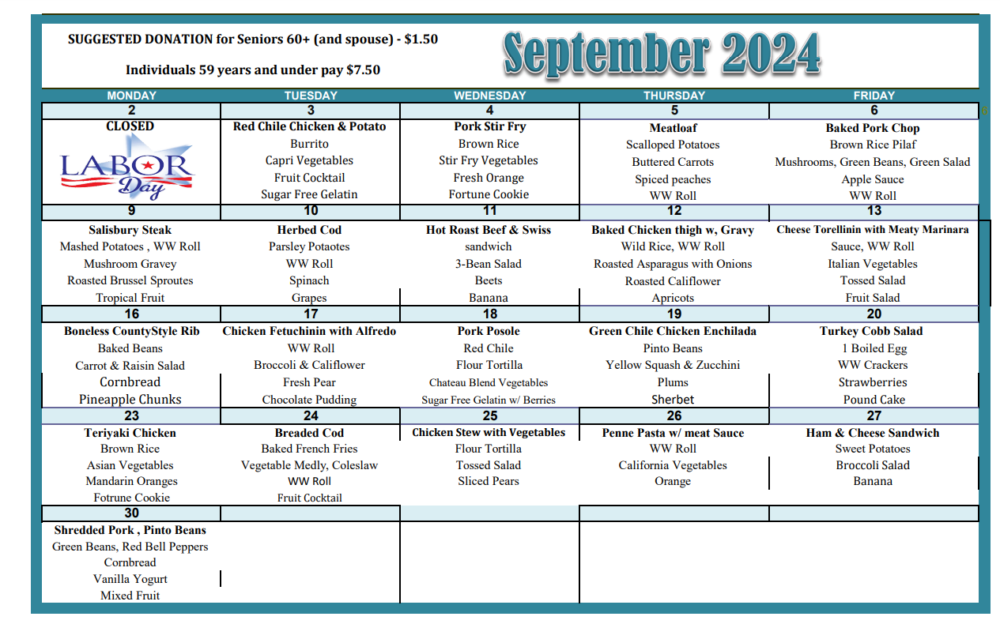 SUGGESTED DONATION for Seniors 60+ (and spouse) - $1.50
Individuals 59 years and under pay $7.50
September 2024
MONDAY
TUESDAY
WEDNESDAY
THURSDAY
FRIDAY
2
CLOSED
LABOR
Day
3
Red Chile Chicken & Potato
Burrito
Capri Vegetables
Fruit Cocktail
Sugar Free Gelatin
4
Pork Stir Fry
Brown Rice
Stir Fry Vegetables
Fresh Orange
Fortune Cookie
5
Meatloaf
Scalloped Potatoes
Buttered Carrots
Spiced peaches
WW Roll
6
Baked Pork Chop
Brown Rice Pilaf
Mushrooms, Green Beans, Green Salad
Apple Sauce
WW Roll
9
Salisbury Steak
Mashed Potatoes , WW Roll
Mushroom Gravey
Roasted Brussel Sproutes
Tropical Fruit
10
Herbed Cod
Parsley Potaotes
WW Roll
Spinach
Grapes
11
Hot Roast Beef & Swiss
sandwich
3-Bean Salad
Beets
Banana
12
Baked Chicken thigh w, Gravy
Wild Rice, WW Roll
Roasted Asparagus with Onions
Roasted Califlower
Apricots
13
Cheese Torellinin with Meaty Marinara
Sauce, WW Roll
Italian Vegetables
Tossed Salad
Fruit Salad
16
Boneless CountyStyle Rib
Baked Beans
Carrot & Raisin Salad
Cornbread
Pineapple Chunks
17
Chicken Fetuchinin with Alfredo
WW Roll
Broccoli & Califlower
Fresh Pear
Chocolate Pudding
18
Pork Posole
Red Chile
Flour Tortilla
Chateau Blend Vegetables
Sugar Free Gelatin w/ Berries
19
Green Chile Chicken Enchilada
Pinto Beans
Yellow Squash & Zucchini
Plums
Sherbet
20
Turkey Cobb Salad
1 Boiled Egg
WW Crackers
Strawberries
Pound Cake
23
Teriyaki Chicken
Brown Rice
Asian Vegetables
Mandarin Oranges
Fotrune Cookie
24
Breaded Cod
Baked French Fries
Vegetable Medly, Coleslaw
WW Roll
Fruit Cocktail
25
Chicken Stew with Vegetables
Flour Tortilla
Tossed Salad
Sliced Pears
26
Penne Pasta w/ meat Sauce
WW Roll
California Vegetables
Orange
27
Ham & Cheese Sandwich
Sweet Potatoes
Broccoli Salad
Banana
30
Shredded Pork , Pinto Beans
Green Beans, Red Bell Peppers
Cornbread
Vanilla Yogurt
Mixed Fruit